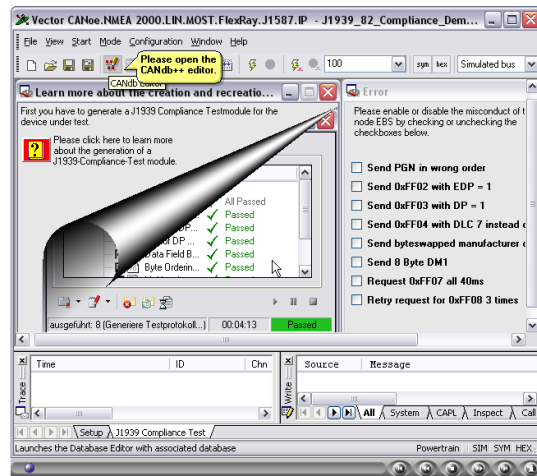 Vector CANoe.NMEA 2000.LIN.MOST.FlexRay.J1587.IP - J1939_82_Compliance_Dem...
File View Start Mode Configuration Window Help
Please open the
CANdb++ editor.
100
sym hex Simulated bus
CANdb Editor
Learn more about the creation and recreatio...
First you have to generate a J1939 Compliance Testmodule for the
device under test.
Please click here to learn more
about the generation of a
J1939-Compliance-Test module.
All Passed
Passed
DP... Passed
of DP ... Passed
Data Field B... Passed
Byte Orderin... Passed
ausgeführt: 8 (Generiere Testprotokoll...) 00:04:13 Passed
Error
Please enable or disable the misconduct of t
node EBS by checking or unchecking the
checkboxes below.
Send PGN in wrong order
Send 0xFF02 with EDP = 1
Send 0xFF03 with DP = 1
Send 0xFF04 with DLC 7 instead
Send byteswapped manufacturer
Send 8 Byte DM1
Request 0xFF07 all 40ms
Retry request for 0xFF08 3 times
Trace
Time ID Chn
Write
Source Message
All System CAPL Inspect Call
Setup J1939 Compliance Test
Launches the Database Editor with associated database Powertrain SIM SYM HEX